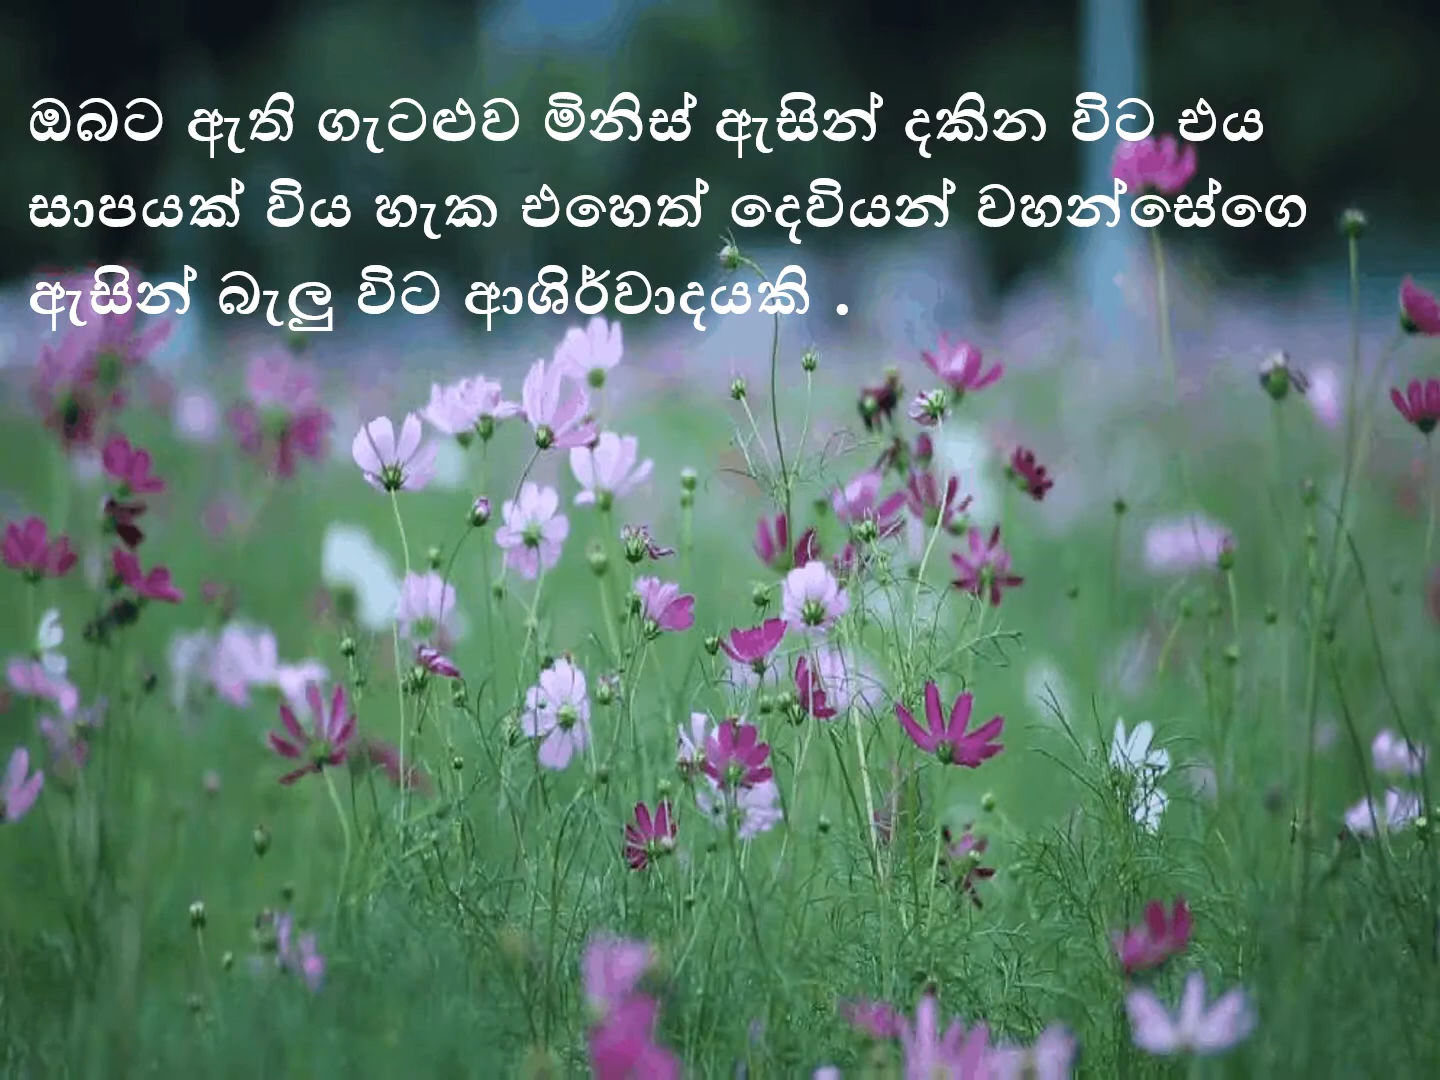 ඔබට ඇති ගැටළුව මිනිස් ඇසින් දකින විට එය
සාපයක් විය හැක එහෙත් දෙවියන් වහන්සේගෙ
ඇසින් බැලු විට ආශිර්වාදයකි .